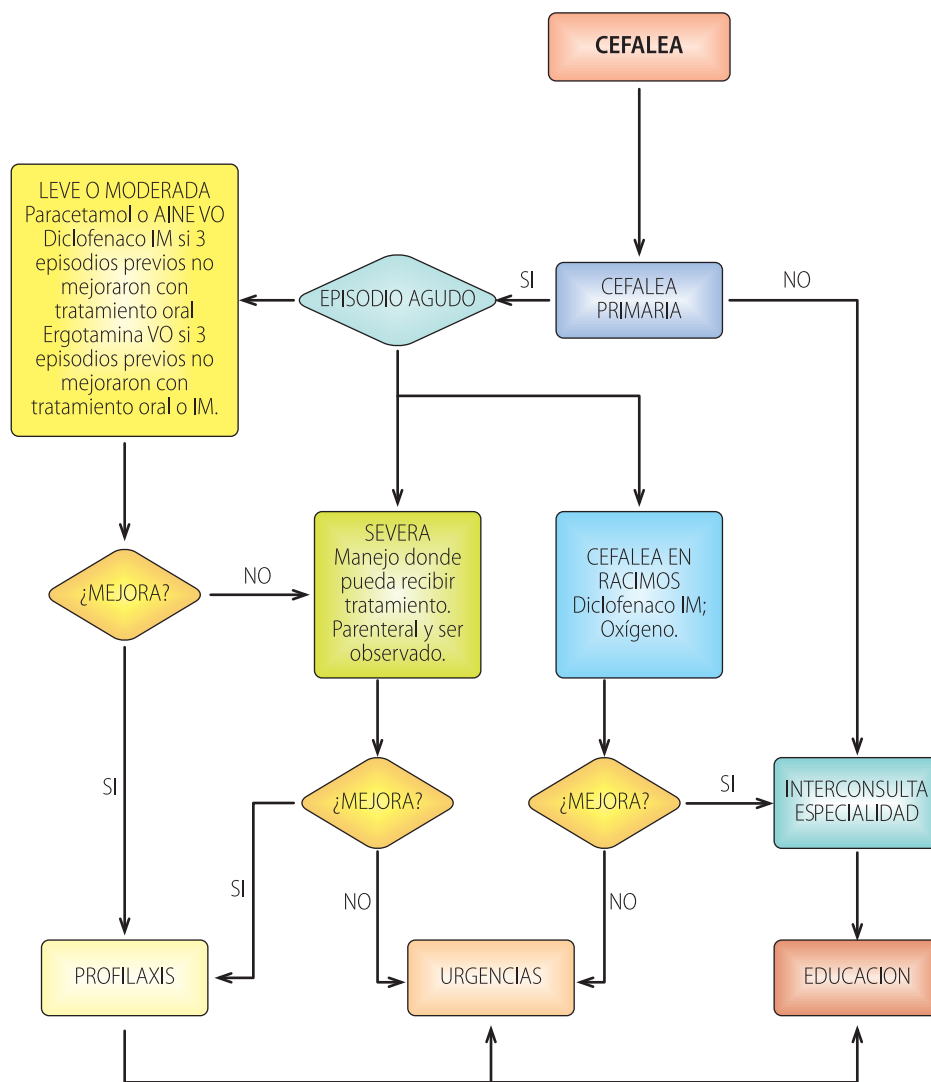 CEFALEA
LEVE O MODERADA
Paracetamol o AINE VO
Diclofenaco IM si 3
episodios previos no
mejoraron con
tratamiento oral
Ergotamina VO si 3
episodios previos no
mejoraron con
tratamiento oral o IM.
EPISODIO AGUDO
SI
CEFALEA
PRIMARIA
NO
¿MEJORA?
NO
SEVERA
Manejo donde
pueda recibir
tratamiento.
Parenteral y ser
observado.
CEFALEA EN
RACIMOS
Diclofenaco IM;
Oxígeno.
SI
¿MEJORA?
¿MEJORA?
SI
INTERCONSULTA
ESPECIALIDAD
SI
NO
NO
PROFILAXIS
URGENCIAS
EDUCACION